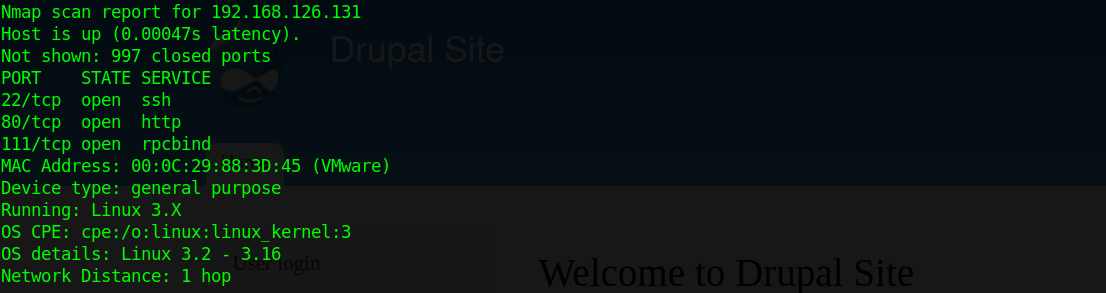 Nmap scan report for 192.168.126.131
Host is up (0.00047s latency).
Drupal Site
Not shown: 997 closed ports
PORT    STATE SERVICE
22/tcp  open  ssh
80/tcp  open  http
111/tcp open  rpcbind
MAC Address: 00:0C:29:88:3D:45 (VMware)
Device type: general purpose
Running: Linux 3.X
OS CPE: cpe:/o:linux:linux_kernel:3
OS details: Linux 3.2 - 3.16
User login
Network Distance: 1 hop
Welcome to Drupal Site